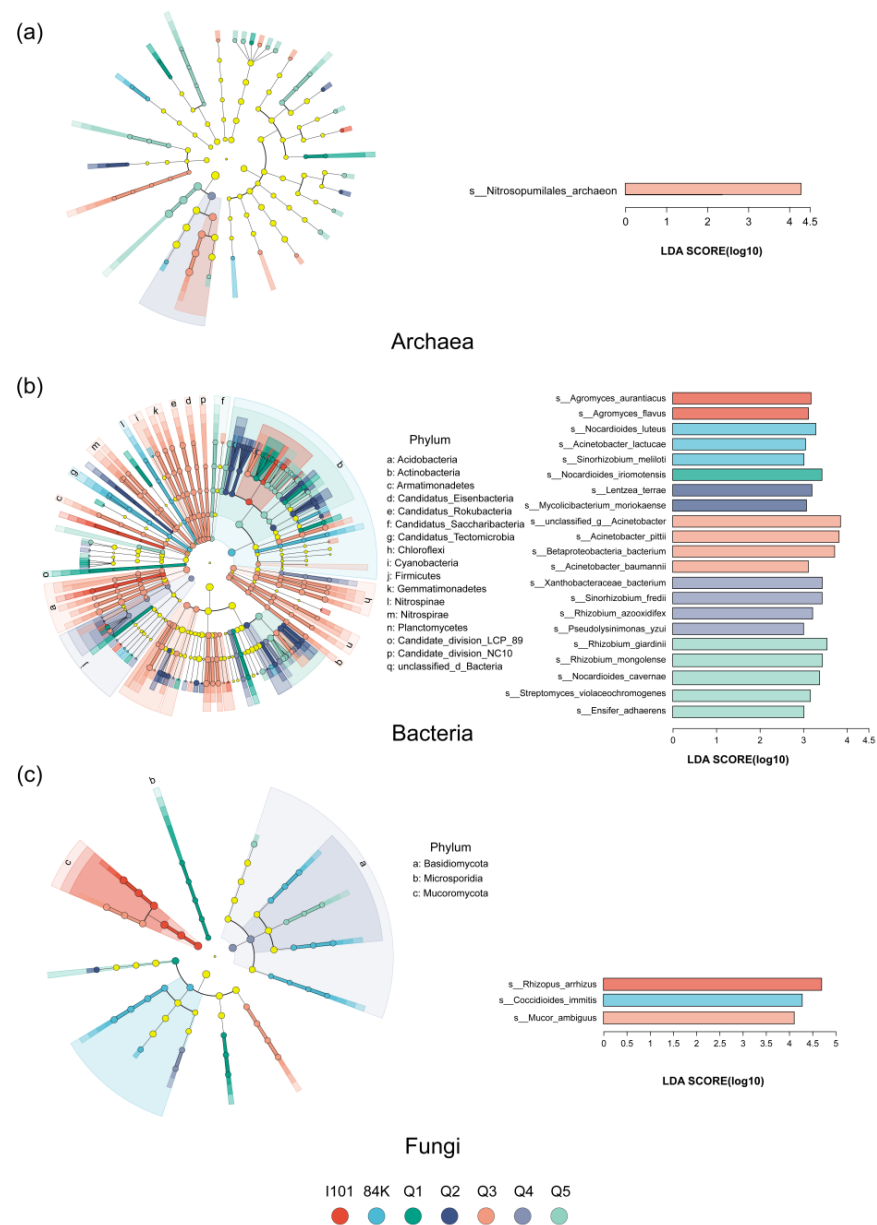 (a)
s__Nitrosopumilales_archaeon
0 1 2 3 4 4.5
LDA SCORE(log10)
Archaea
(b)
m i k e d p f
l
g
c
b
o
a
j
h
n
q
Phylum
a: Acidobacteria
b: Actinobacteria
c: Armatimonadetes
d: Candidatus_Eisenbacteria
e: Candidatus_Rokubacteria
f: Candidatus_Saccharibacteria
g: Candidatus_Tectomicrobia
h: Chloroflexi
i: Cyanobacteria
j: Firmicutes
k: Gemmatimonadetes
l: Nitrospinae
m: Nitrospirae
n: Planctomycetes
o: Candidate_division_LCP_89
p: Candidate_division_NC10
q: unclassified_d_Bacteria
s__Agromyces_aurantiacus
s__Agromyces_flavus
s__Nocardioides_luteus
s__Acinetobacter_lactucae
s__Sinorhizobium_meliloti
s__Nocardioides_iriomotensis
s__Lentzea_terrae
s__Mycolicibacterium_moriokaense
s__unclassified_g__Acinetobacter
s__Acinetobacter_pittii
s__Betaproteobacteria_bacterium
s__Acinetobacter_baumannii
s__Xanthobacteraceae_bacterium
s__Sinorhizobium_fredii
s__Rhizobium_azooxidifex
s__Pseudolysinimonas_yzui
s__Rhizobium_giardinii
s__Rhizobium_mongolense
s__Nocardioides_cavernae
s__Streptomyces_violaceochromogenes
s__Ensifer_adhaerens
0 1 2 3 4 4.5
LDA SCORE(log10)
Bacteria
(c)
b
c
a
Phylum
a: Basidiomycota
b: Microsporidia
c: Mucoromycota
s__Rhizopus_arrhizus
s__Coccidioides_immitis
s__Mucor_ambiguus
0 0.5 1 1.5 2 2.5 3 3.5 4 4.5 5
LDA SCORE(log10)
Fungi
I101 84K Q1 Q2 Q3 Q4 Q5